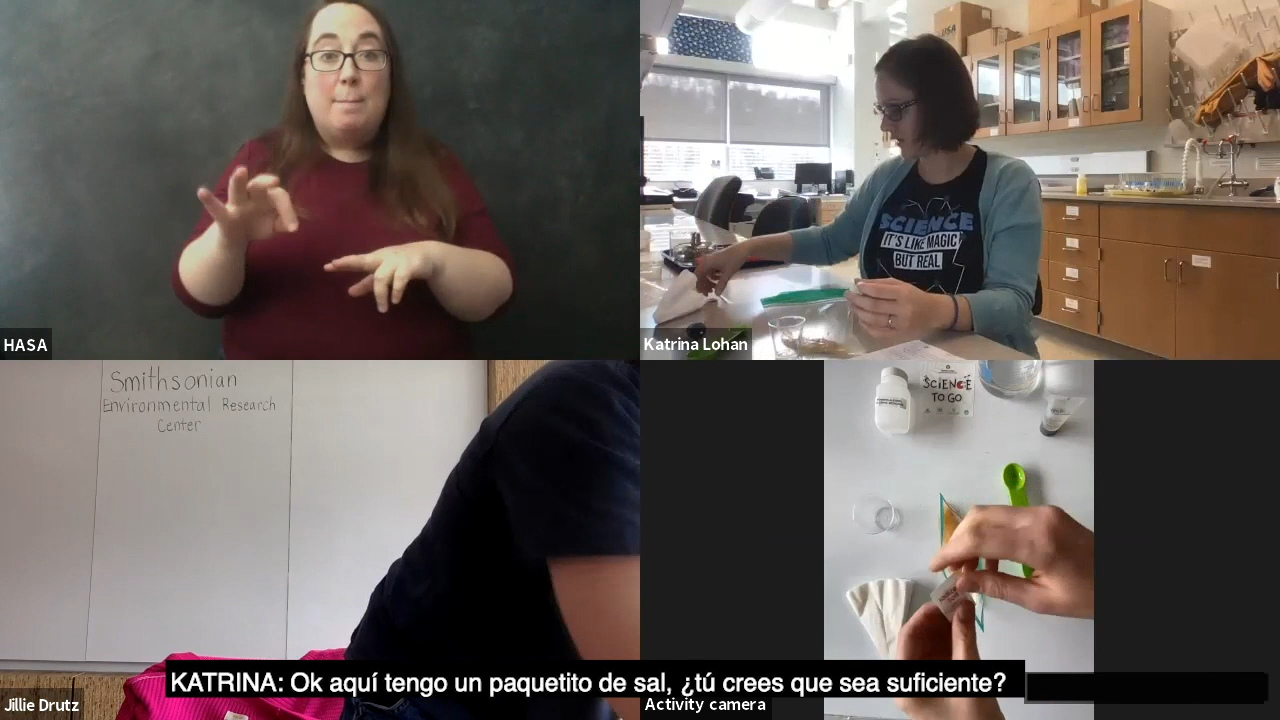 HASA
USA
SCIENCE
IT'S LIKE MAGIC
BUT REAL
Katrina Lohan
Smithsonian
Environmental Research
Center
SCIENCE
TO GO
KATRINA: Ok aquí tengo un paquetito de sal, ¿tú crees que sea suficiente?
Jillie Drutz
Activity camera